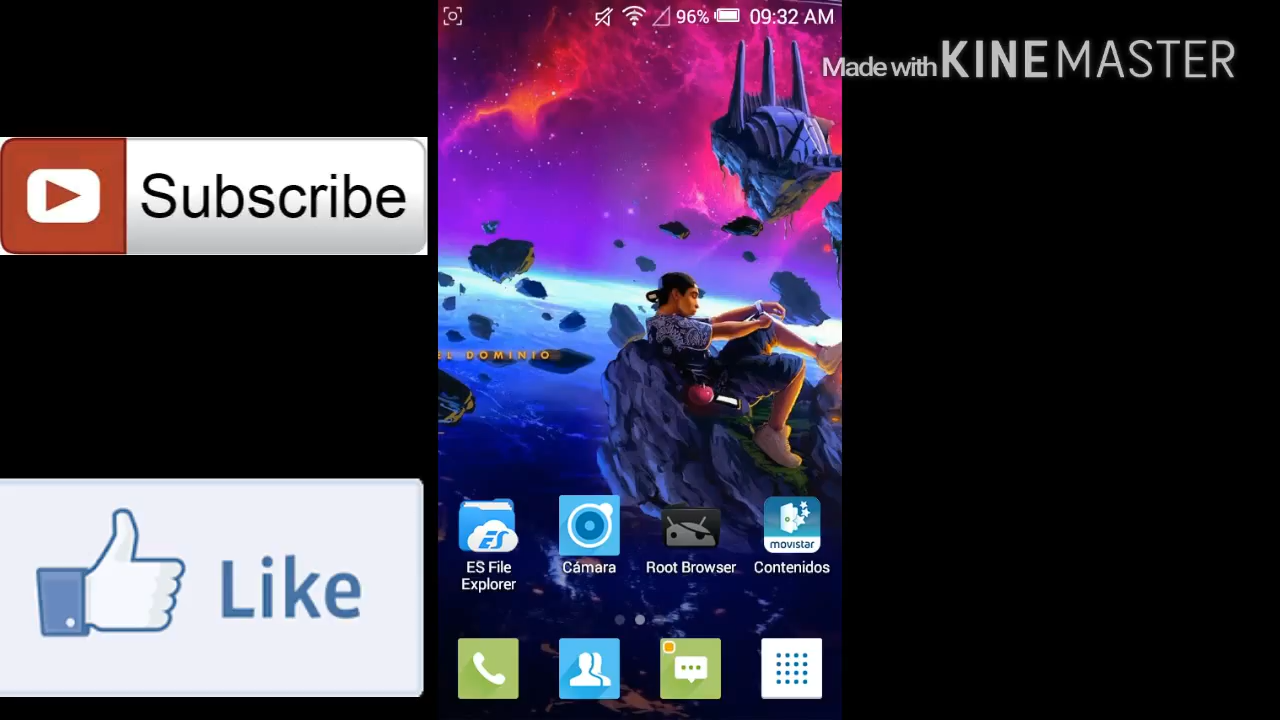 96% 09:32 AM
Made with KINEMASTER
Subscribe
EL DOMINIO
ES
movistar
ES File
Explorer
Cámara
Root Browser
Contenidos
Like